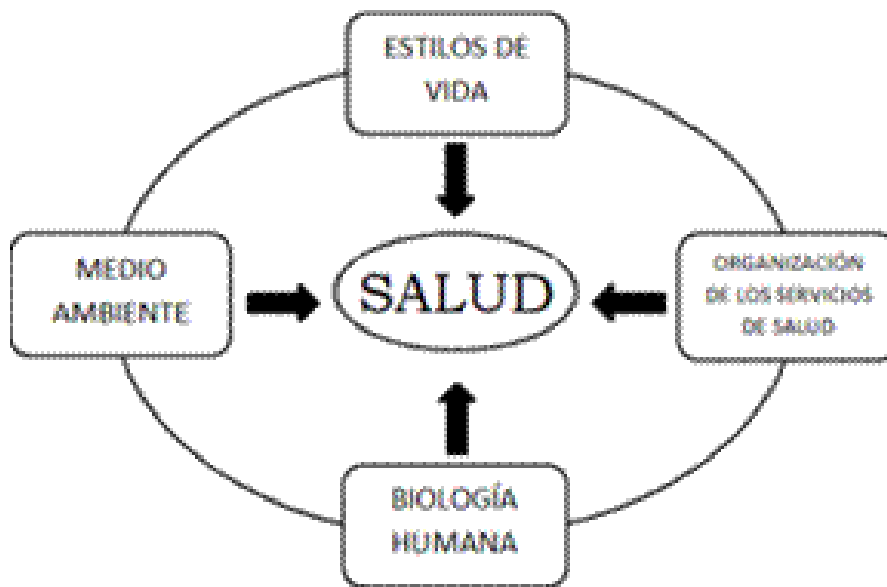 ESTILOS DE
VIDA
MEDIO
AMBIENTE
SALUD
ORGANIZACIÓN
DE LOS SERVICIOS
DE SALUD
BIOLOGÍA
HUMANA